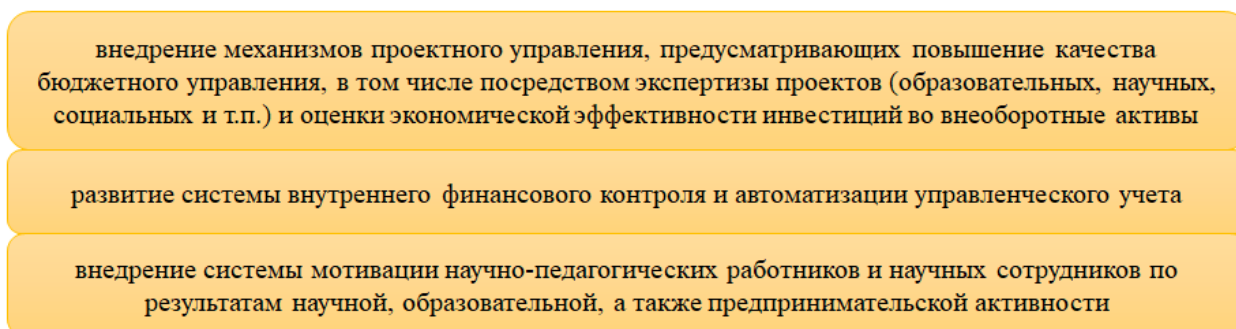 внедрение механизмов проектного управления, предусматривающих повышение качества
бюджетного управления, в том числе посредством экспертизы проектов (образовательных, научных,
социальных и т.п.) и оценки экономической эффективности инвестиций во внеоборотные активы
развитие системы внутреннего финансового контроля и автоматизации управленческого учета
внедрение системы мотивации научно-педагогических работников и научных сотрудников по
результатам научной, образовательной, а также предпринимательской активности